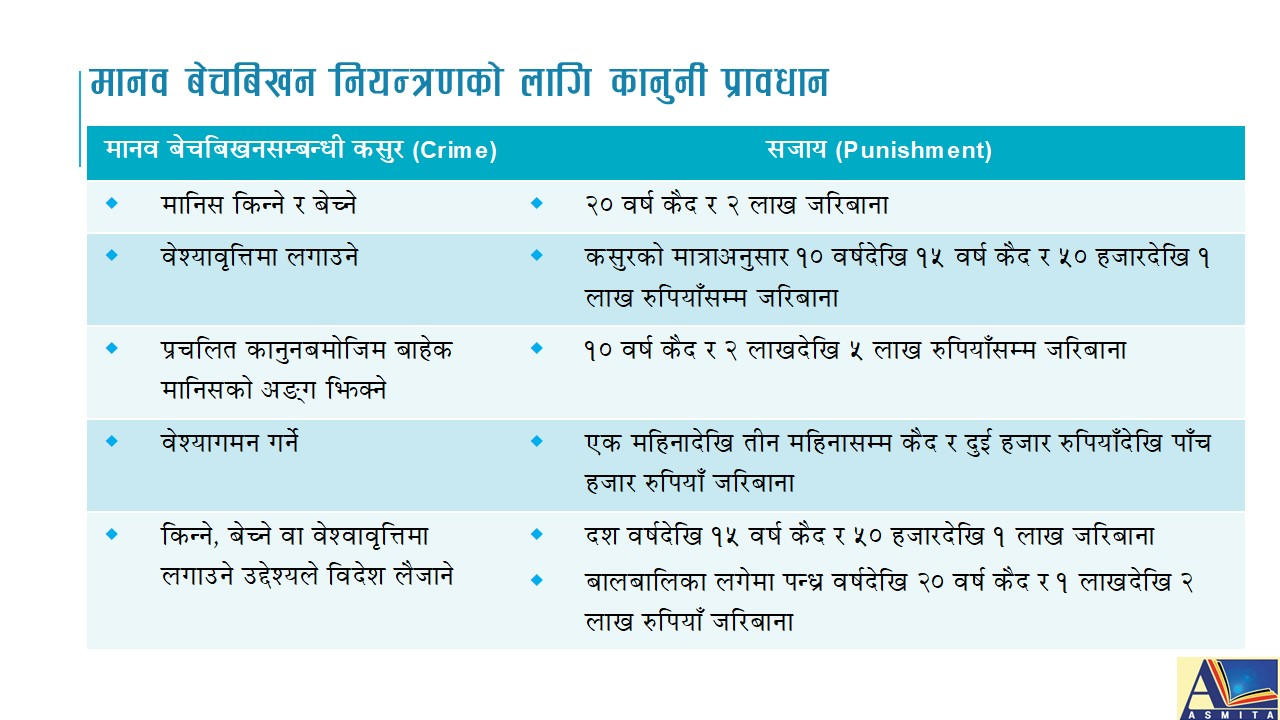 मानव बेचबिखन नियन्त्रणको लागि कानुनी प्रावधान
मानव बेचबिखनसम्बन्धी कसुर (Crime)
सजाय (Punishment)
मानिस किन्ने र बेच्ने
२० वर्ष कैद र २ लाख जरिबाना
वेश्यावृत्तिमा लगाउने
कसुरको मात्राअनुसार १० वर्षदेखि १५ वर्ष कैद र ५० हजारदेखि १
लाख रुपियाँसम्म जरिबाना
प्रचलित कानुनबमोजिम बाहेक
मानिसको अङ्ग झिक्ने
१० वर्ष कैद र २ लाखदेखि ५ लाख रुपियाँसम्म जरिबाना
वेश्यागमन गर्ने
एक महिनादेखि तीन महिनासम्म कैद र दुई हजार रुपियाँदेखि पाँच
हजार रुपियाँ जरिबाना
किन्ने, बेच्ने वा वेश्वावृत्तिमा
लगाउने उद्देश्यले विदेश लैजाने
दश वर्षदेखि १५ वर्ष कैद र ५० हजारदेखि १ लाख जरिबाना
बालबालिका लगेमा पन्ध्र वर्षदेखि २० वर्ष कैद र १ लाखदेखि २
लाख रुपियाँ जरिबाना
ASMITA